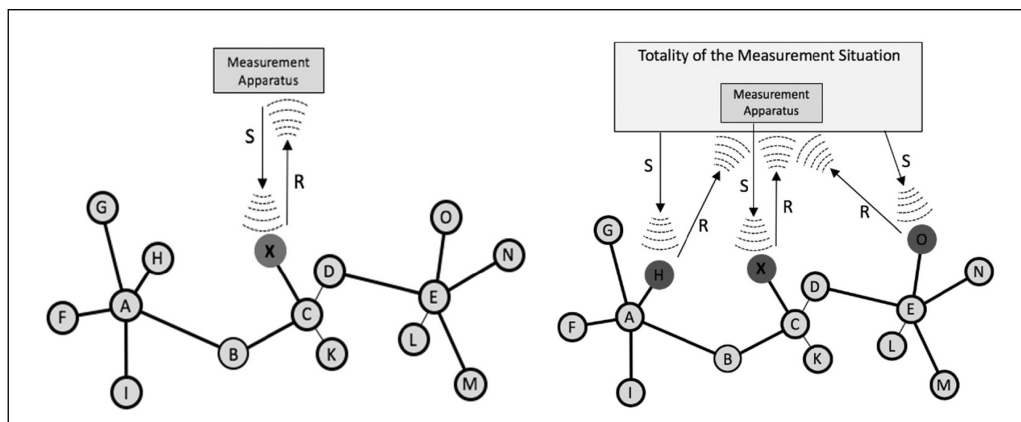 Measurement
Apparatus
S
R
G
H
X
O
N
D
F
A
E
C
B
L
K
I
M
Totality of the Measurement Situation
Measurement
Apparatus
S
S
S
R
R
R
G
H
X
O
N
D
F
A
E
C
B
L
K
I
M